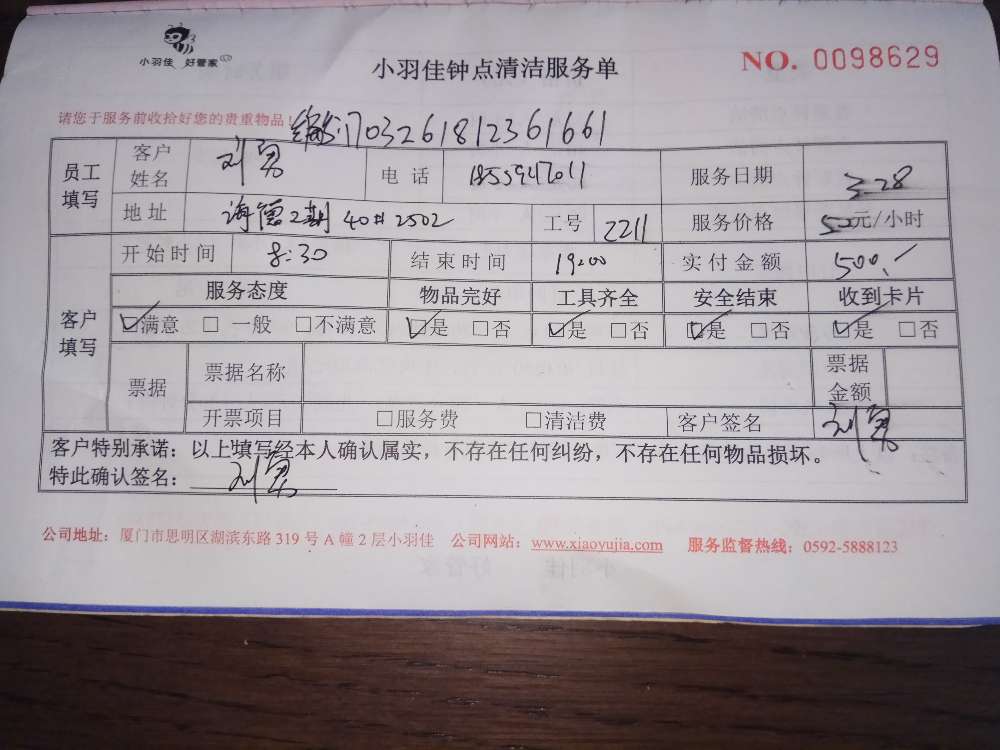 小羽佳 好管家
小羽佳钟点清洁服务单
NO. 0098629
请您于服务前收拾好您的贵重物品!
编号170326181236166 1
员工填写 客户姓名 刘勇 电话 服务日期 3-28
地址 海德2期 40#2502 工号 2211 服务价格 50元/小时
客户填写 开始时间 8:30 结束时间 19:00 实付金额 500.-
服务态度 物品完好 工具齐全 安全结束 收到卡片
☑满意 □一般 □不满意 ☑是 □否 ☑是 □否 ☑是 □否 ☑是 □否
票据 票据名称 票据金额
开票项目 □服务费 □清洁费 客户签名 刘勇
客户特别承诺:以上填写经本人确认属实,不存在任何纠纷,不存在任何物品损坏。
特此确认签名: 刘勇
公司地址:厦门市思明区湖滨东路 319 号 A 幢 2 层小羽佳 公司网站:www.xiaoyujia.com 服务监督热线:0592-5888123